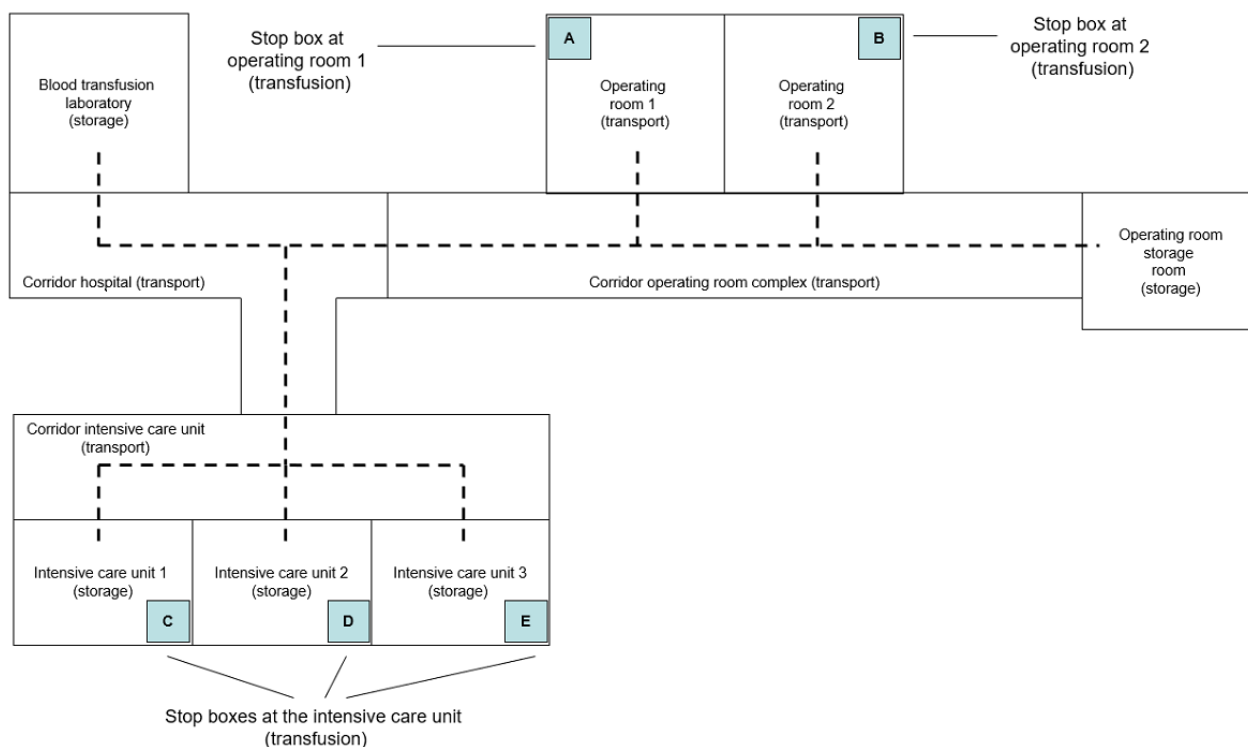 Blood transfusion
laboratory
(storage)
Stop box at
operating room 1
(transfusion)
A
B
Operating
room 1
(transport)
Operating
room 2
(transport)
Stop box at
operating room 2
(transfusion)
Corridor hospital (transport)
Corridor operating room complex (transport)
Operating room
storage
room
(storage)
Corridor intensive care unit
(transport)
Intensive care unit 1
(storage)
C
Intensive care unit 2
(storage)
D
Intensive care unit 3
(storage)
E
Stop boxes at the intensive care unit
(transfusion)